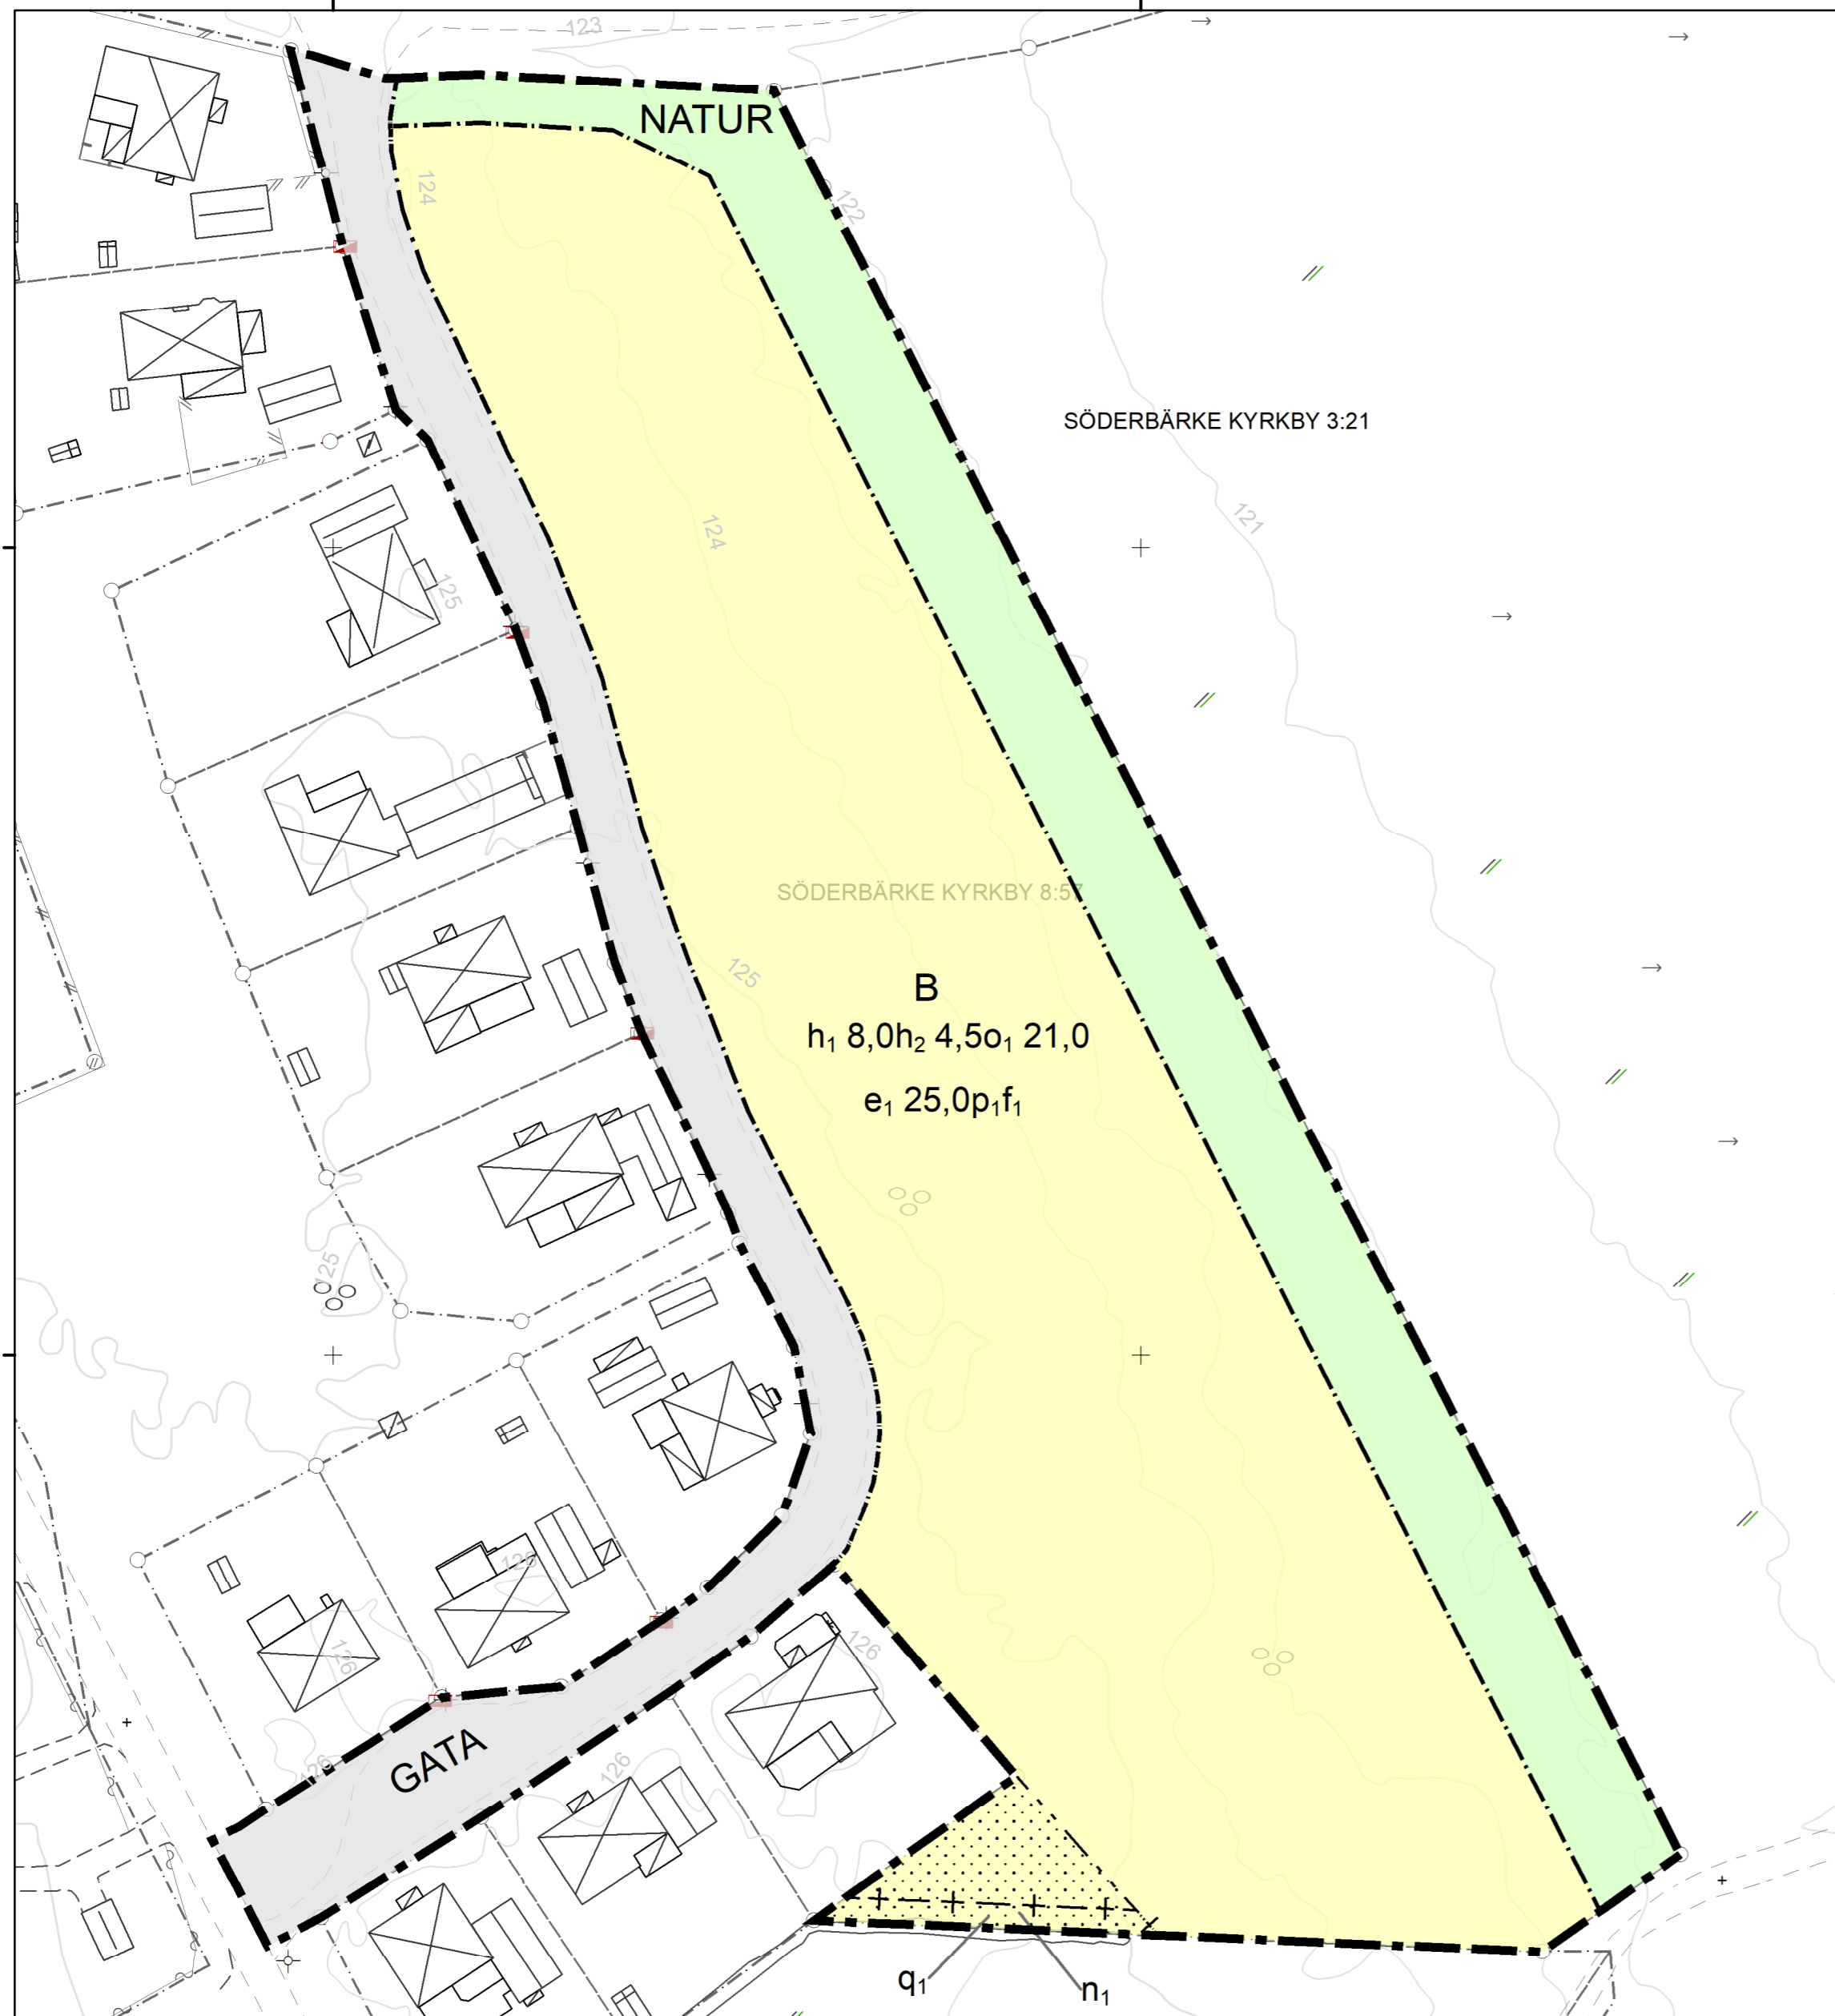 123
NATUR
124
122
SÖDERBÄRKE KYRKBY 3:21
121
124
125
SÖDERBÄRKE KYRKBY 8:57
125
B
h₁ 8,0h₂ 4,5o₁ 21,0
e₁ 25,0p₁f₁
125
126
126
126
GATA
126
126
q₁
n₁